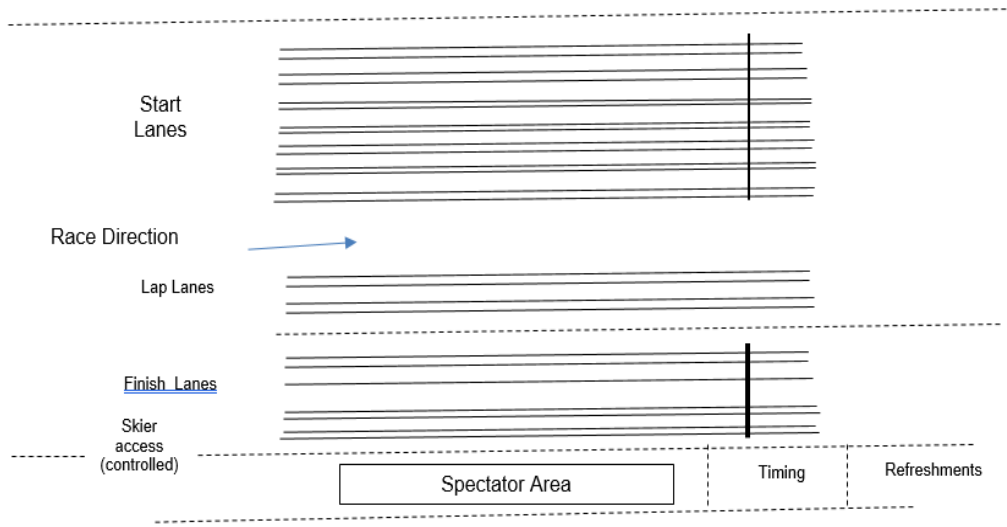 Start
Lanes
Race Direction
Lap Lanes
Finish Lanes
Skier
access
(controlled)
Spectator Area
Timing
Refreshments